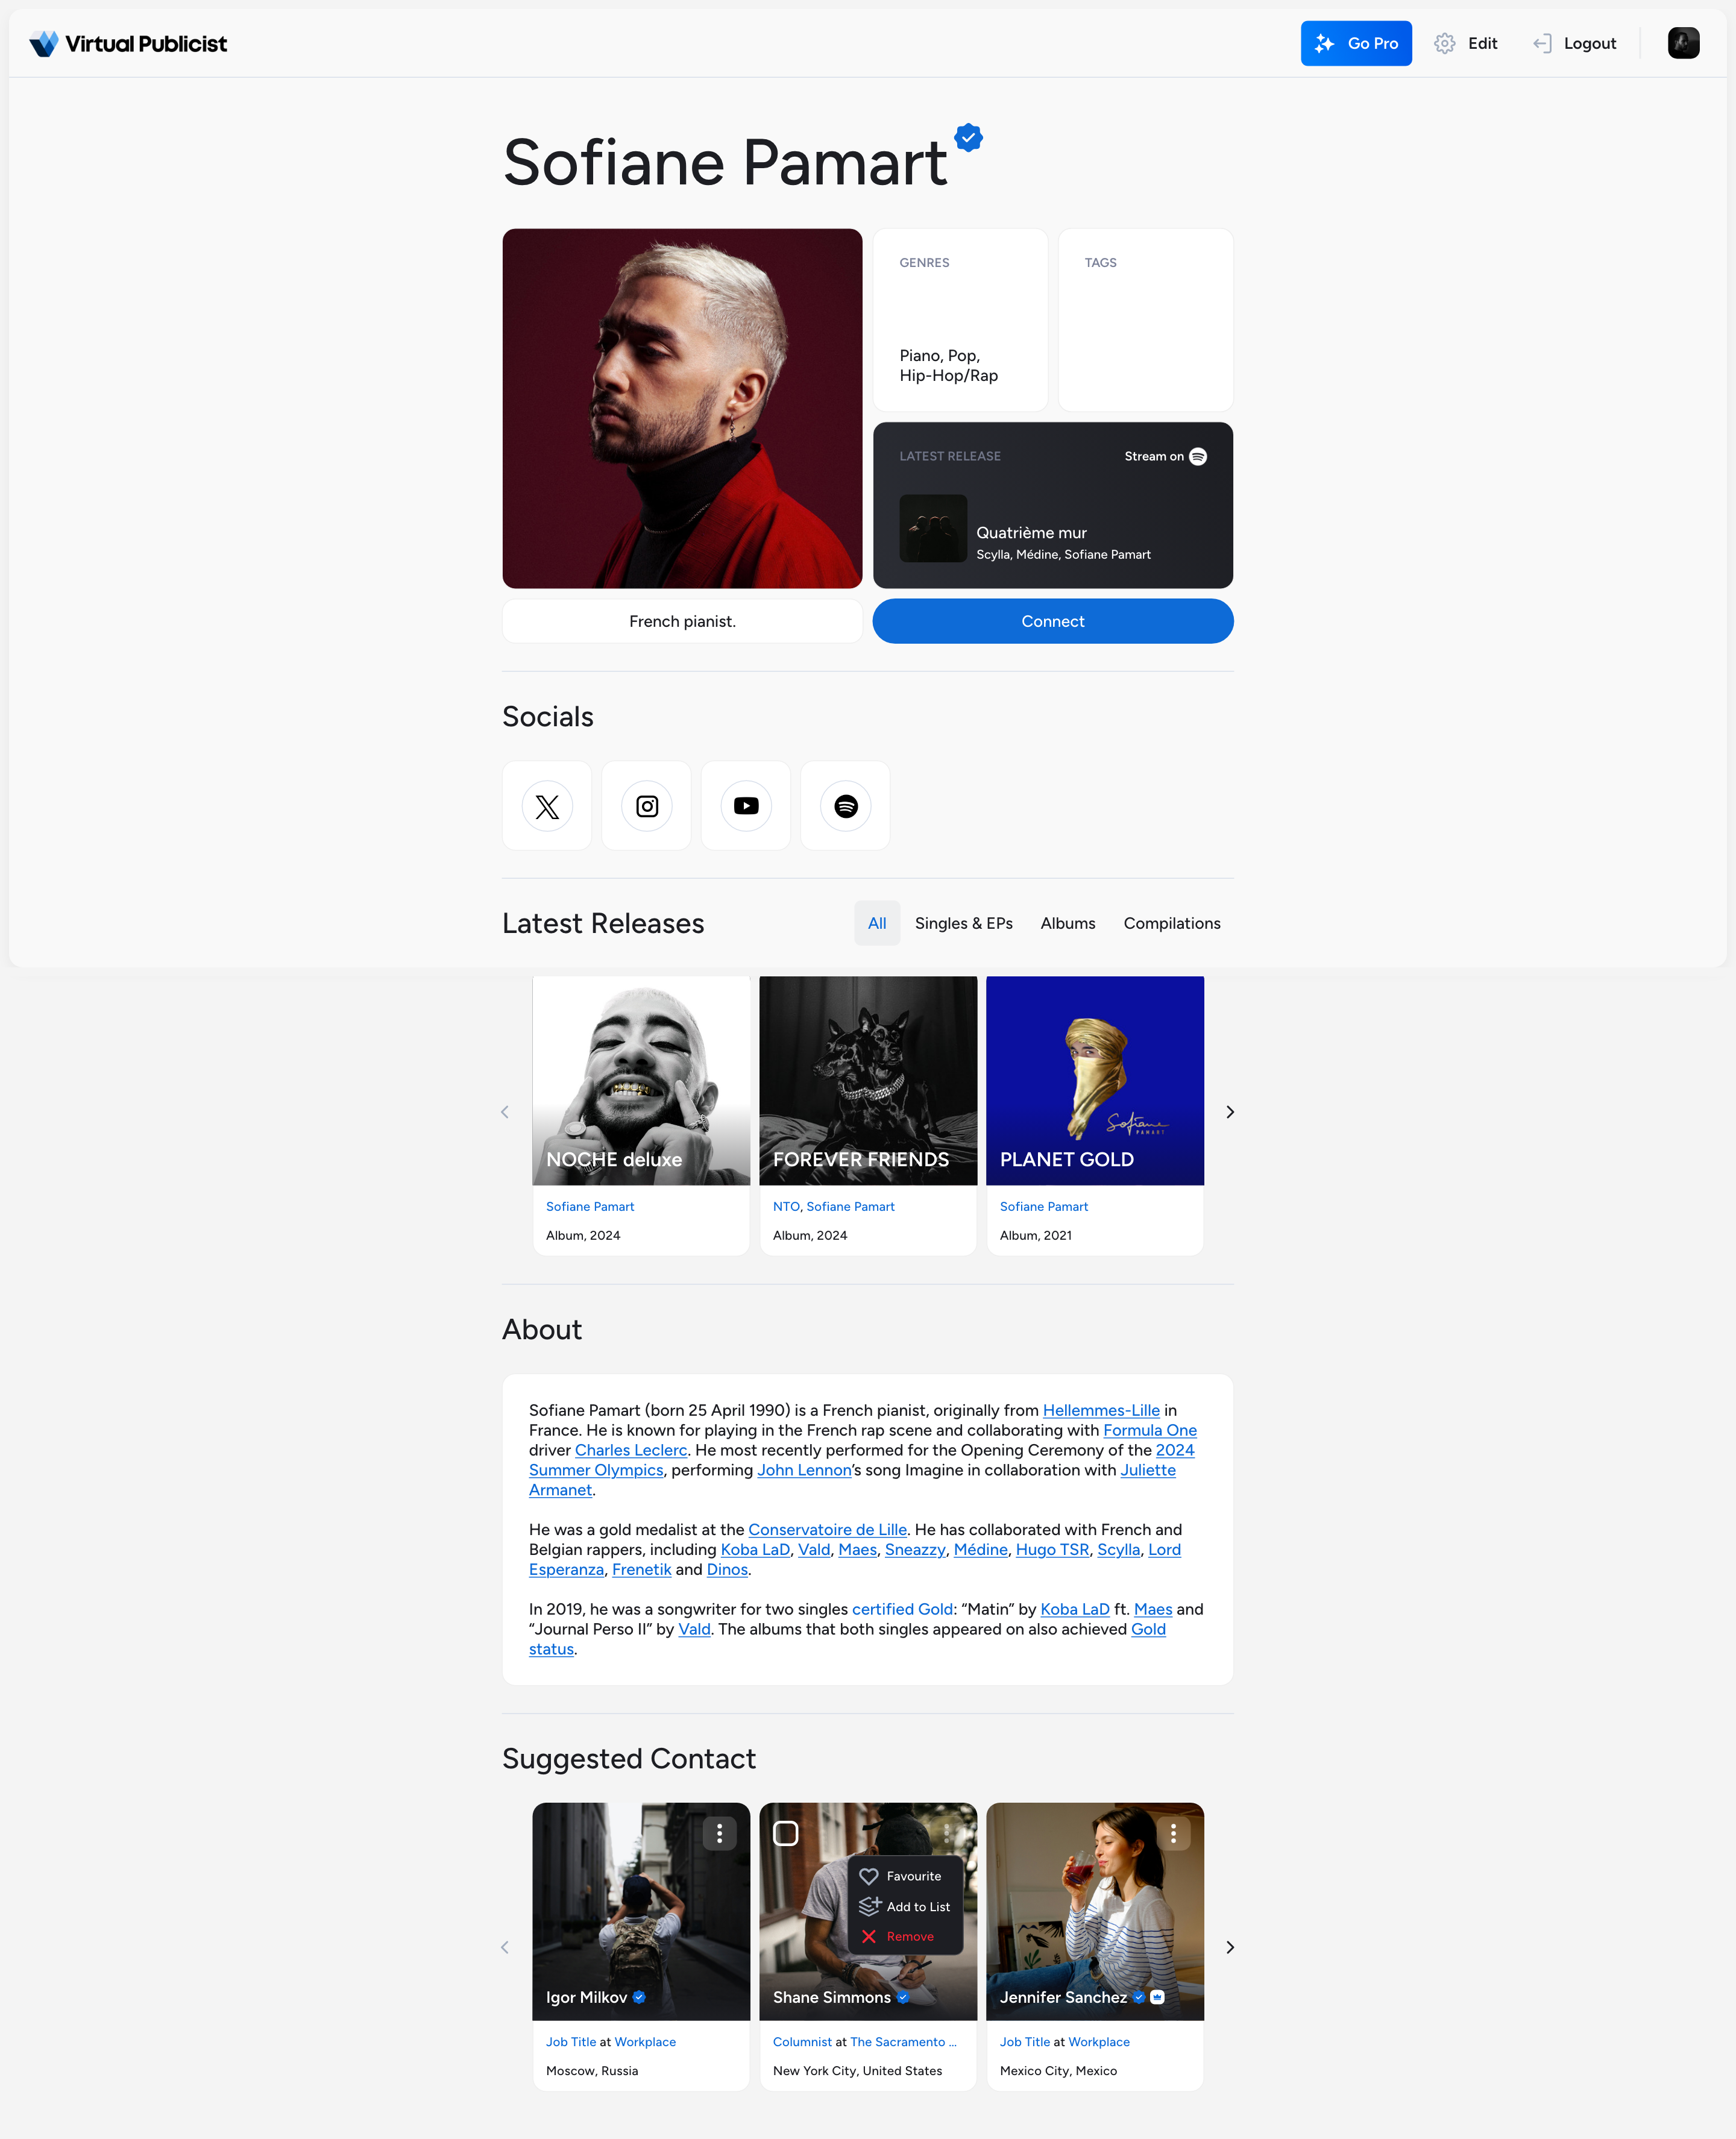 Virtual Publicist
Go Pro
Edit
Logout
Sofiane Pamart
GENRES
Piano, Pop,
Hip-Hop/Rap
TAGS
LATEST RELEASE
Stream on
Quatrième mur
Scylla, Médine, Sofiane Pamart
French pianist.
Connect
Socials
Latest Releases
All
Singles & EPs
Albums
Compilations
NOCHE deluxe
Sofiane Pamart
Album, 2024
FOREVER FRIENDS
NTO, Sofiane Pamart
Album, 2024
Sofiane
PAMART
PLANET GOLD
Sofiane Pamart
Album, 2021
About
Sofiane Pamart (born 25 April 1990) is a French pianist, originally from Hellemmes-Lille in
France. He is known for playing in the French rap scene and collaborating with Formula One
driver Charles Leclerc. He most recently performed for the Opening Ceremony of the 2024
Summer Olympics, performing John Lennon’s song Imagine in collaboration with Juliette
Armanet.
He was a gold medalist at the Conservatoire de Lille. He has collaborated with French and
Belgian rappers, including Koba LaD, Vald, Maes, Sneazzy, Médine, Hugo TSR, Scylla, Lord
Esperanza, Frenetik and Dinos.
In 2019, he was a songwriter for two singles certified Gold: “Matin” by Koba LaD ft. Maes and
“Journal Perso II” by Vald. The albums that both singles appeared on also achieved Gold
status.
Suggested Contact
Igor Milkov
Job Title at Workplace
Moscow, Russia
Favourite
Add to List
Remove
Shane Simmons
Columnist at The Sacramento ...
New York City, United States
Jennifer Sanchez
Job Title at Workplace
Mexico City, Mexico